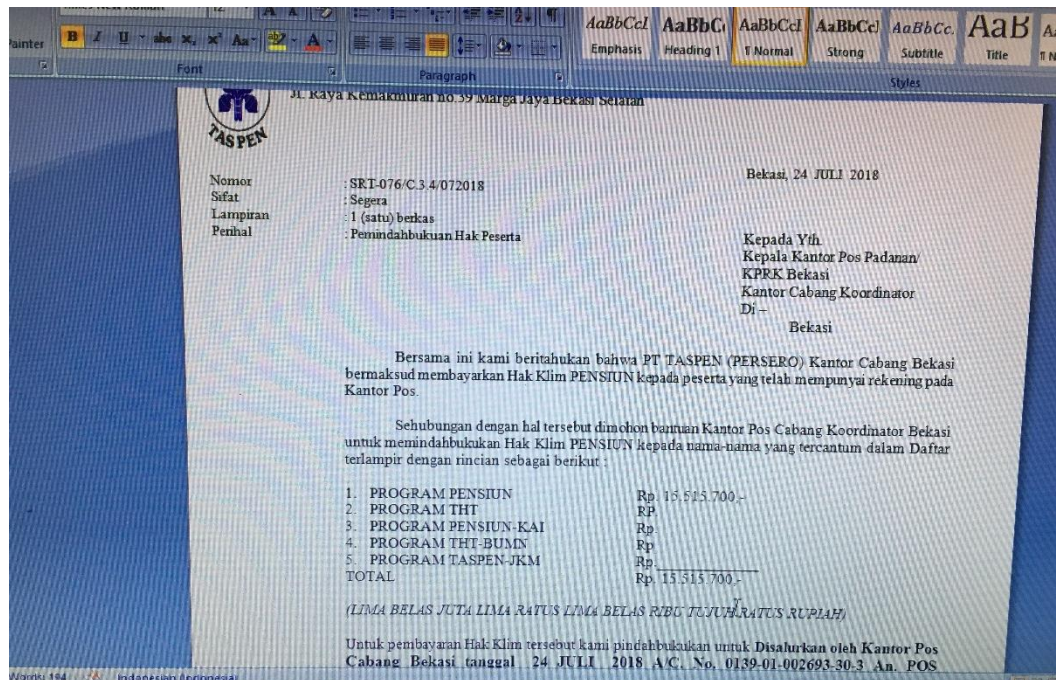 Painter
B I U abe x₂ x² Aa ab A
Font
Paragraph
AaBbCcI AaBbC AaBbCcI AaBbCcI AaBbCc. AaB
Emphasis Heading 1 ¶ Normal Strong Subtitle Title
Styles
JL Raya Kemakmuran no.39 Marga Jaya Bekasi Selatan
TASPEN
Bekasi, 24 JULI 2018
Nomor : SRT-076/C.3.4/072018
Sifat : Segera
Lampiran : 1 (satu) berkas
Perihal : Pemindahbukuan Hak Peserta
Kepada Yth.
Kepala Kantor Pos Padanan/
KPRK Bekasi
Kantor Cabang Koordinator
Di –
Bekasi
Bersama ini kami beritahukan bahwa PT TASPEN (PERSERO) Kantor Cabang Bekasi
bermaksud membayarkan Hak Klim PENSIUN kepada peserta yang telah mempunyai rekening pada
Kantor Pos.
Sehubungan dengan hal tersebut dimohon bantuan Kantor Pos Cabang Koordinator Bekasi
untuk memindahbukukan Hak Klim PENSIUN kepada nama-nama yang tercantum dalam Daftar
terlampir dengan rincian sebagai berikut :
1. PROGRAM PENSIUN Rp. 15.515.700,-
2. PROGRAM THT RP.
3. PROGRAM PENSIUN-KAI Rp.
4. PROGRAM THT-BUMN Rp
5. PROGRAM TASPEN-JKM Rp.
TOTAL Rp. 15.515.700,-
(LIMA BELAS JUTA LIMA RATUS LIMA BELAS RIBU TUJUH RATUS RUPIAH)
Untuk pembayaran Hak Klim tersebut kami pindahbukukan untuk Disalurkan oleh Kantor Pos
Cabang Bekasi tanggal 24 JULI 2018 A/C. No. 0139-01-002693-30-3 An. POS
Words: 194 Indonesian (Indonesia)